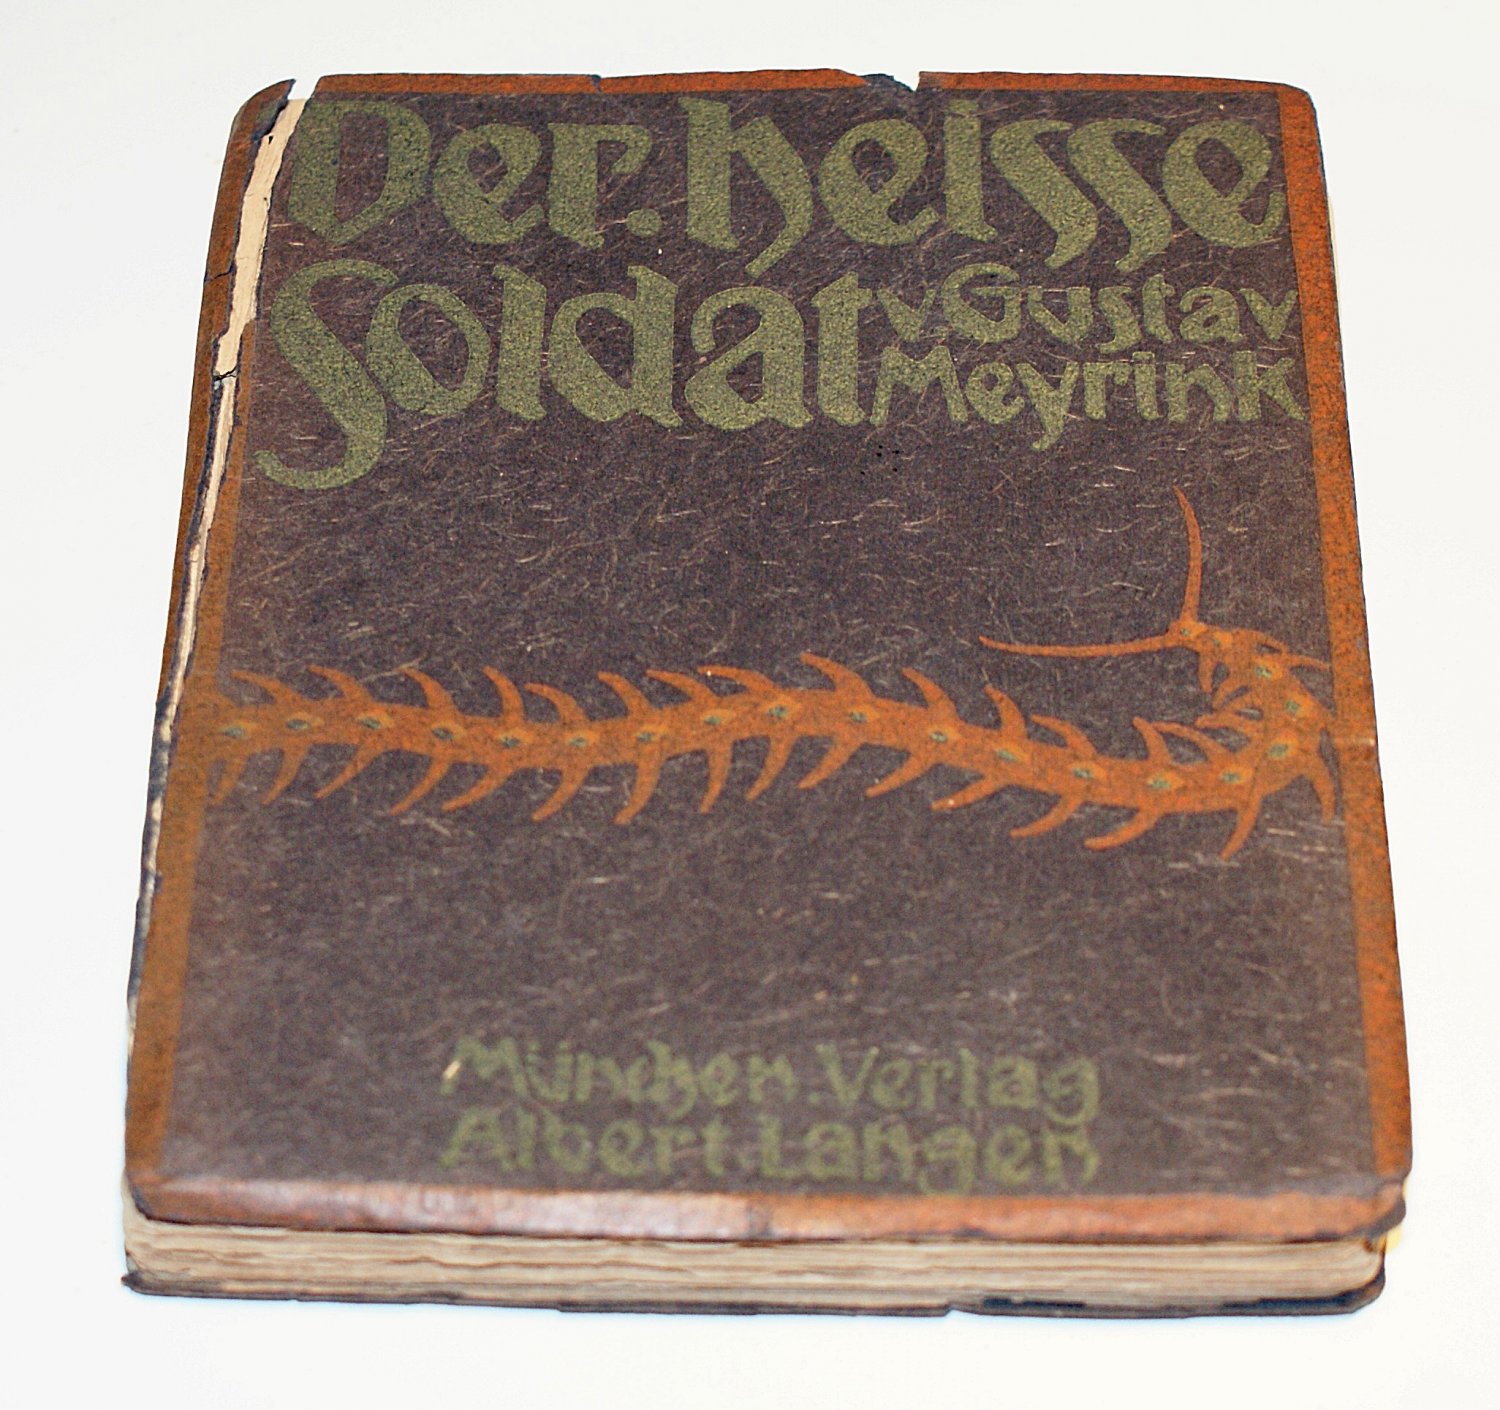 Der. heisse
Soldat v Gustav
Meyrink
München. Verlag
Albert. Langen